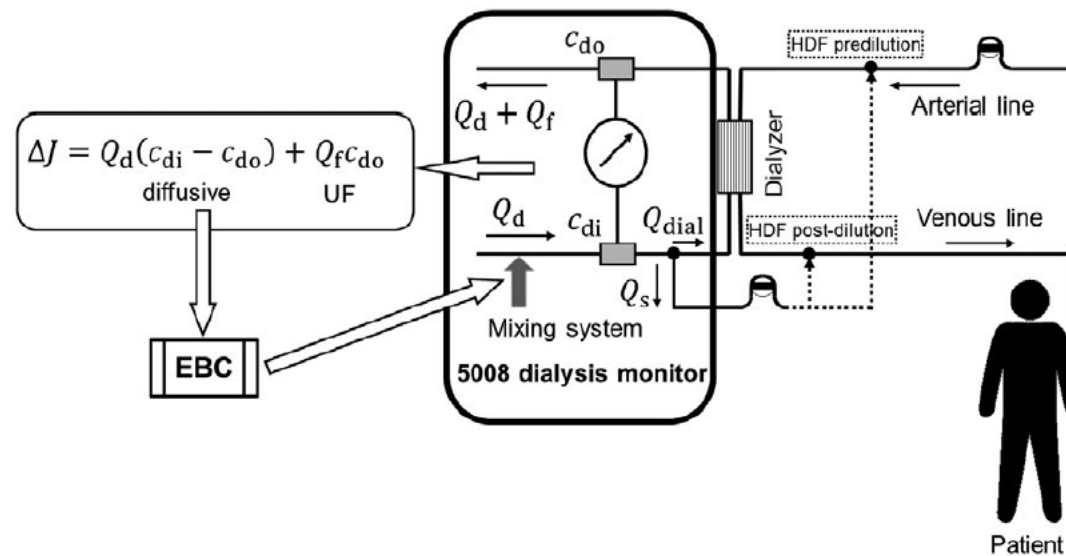 c_do
HDF predilution
Q_d + Q_f
Arterial line
ΔJ = Q_d(c_di − c_do) + Q_f c_do
diffusive UF
Dialyzer
Q_d
c_di
Q_dial
HDF post-dilution
Venous line
Q_s
Mixing system
EBC
5008 dialysis monitor
Patient